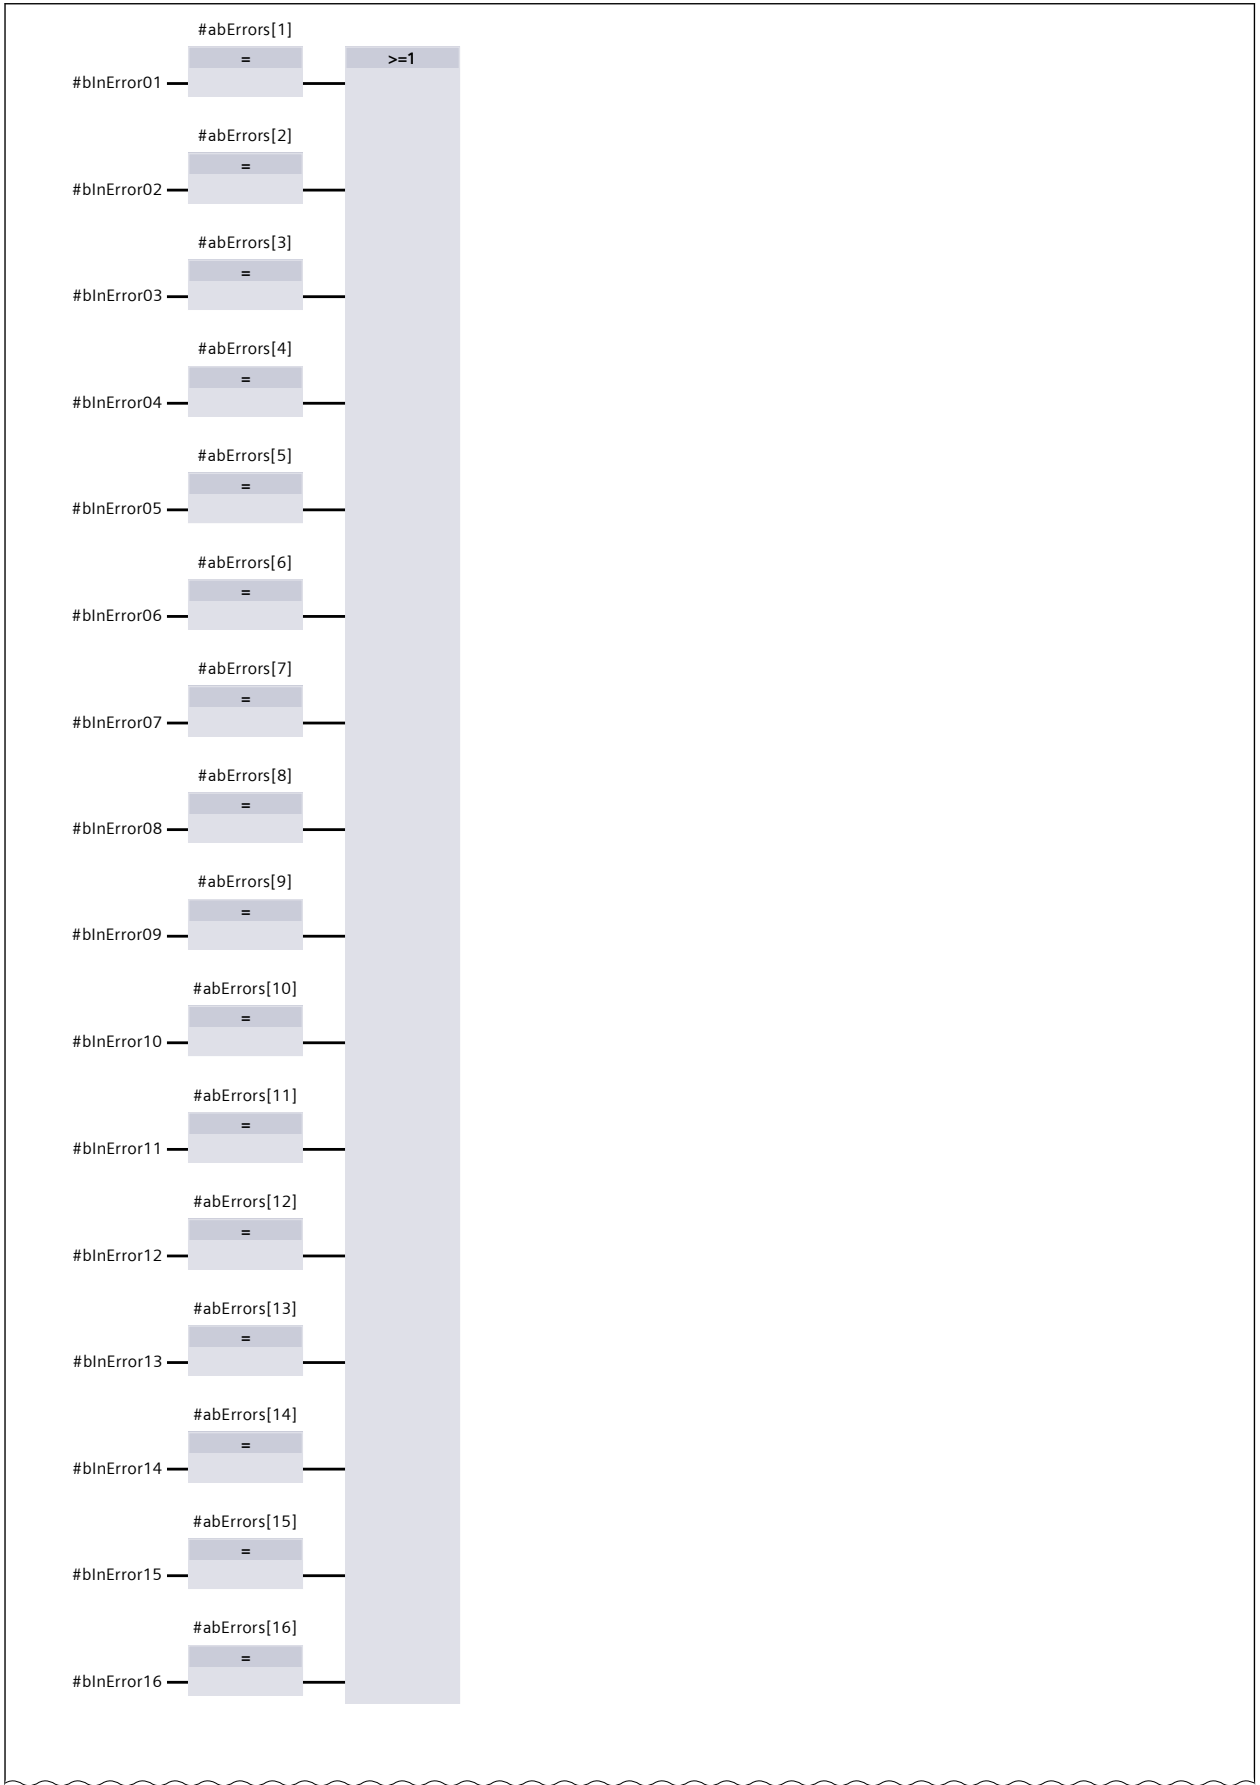 #abErrors[1]
= >=1
#bInError01
#abErrors[2]
=
#bInError02
#abErrors[3]
=
#bInError03
#abErrors[4]
=
#bInError04
#abErrors[5]
=
#bInError05
#abErrors[6]
=
#bInError06
#abErrors[7]
=
#bInError07
#abErrors[8]
=
#bInError08
#abErrors[9]
=
#bInError09
#abErrors[10]
=
#bInError10
#abErrors[11]
=
#bInError11
#abErrors[12]
=
#bInError12
#abErrors[13]
=
#bInError13
#abErrors[14]
=
#bInError14
#abErrors[15]
=
#bInError15
#abErrors[16]
=
#bInError16